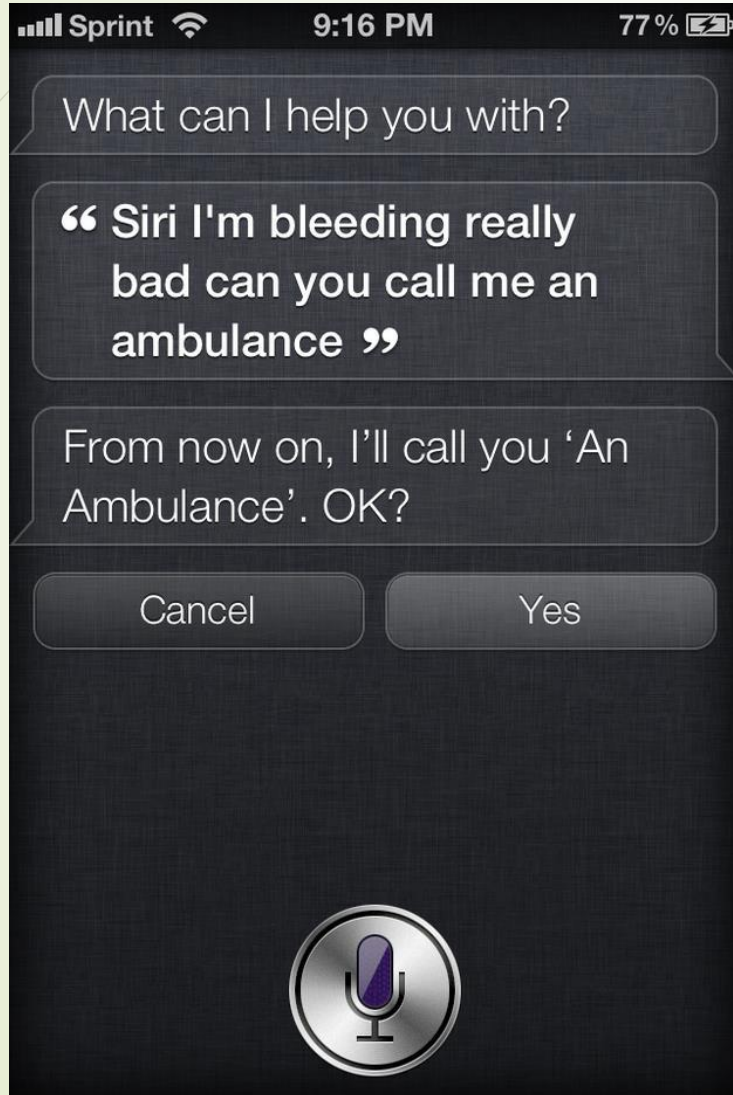 Sprint 9:16 PM 77%
What can I help you with?
“ Siri I'm bleeding really
bad can you call me an
ambulance ”
From now on, I’ll call you ‘An
Ambulance’. OK?
Cancel Yes